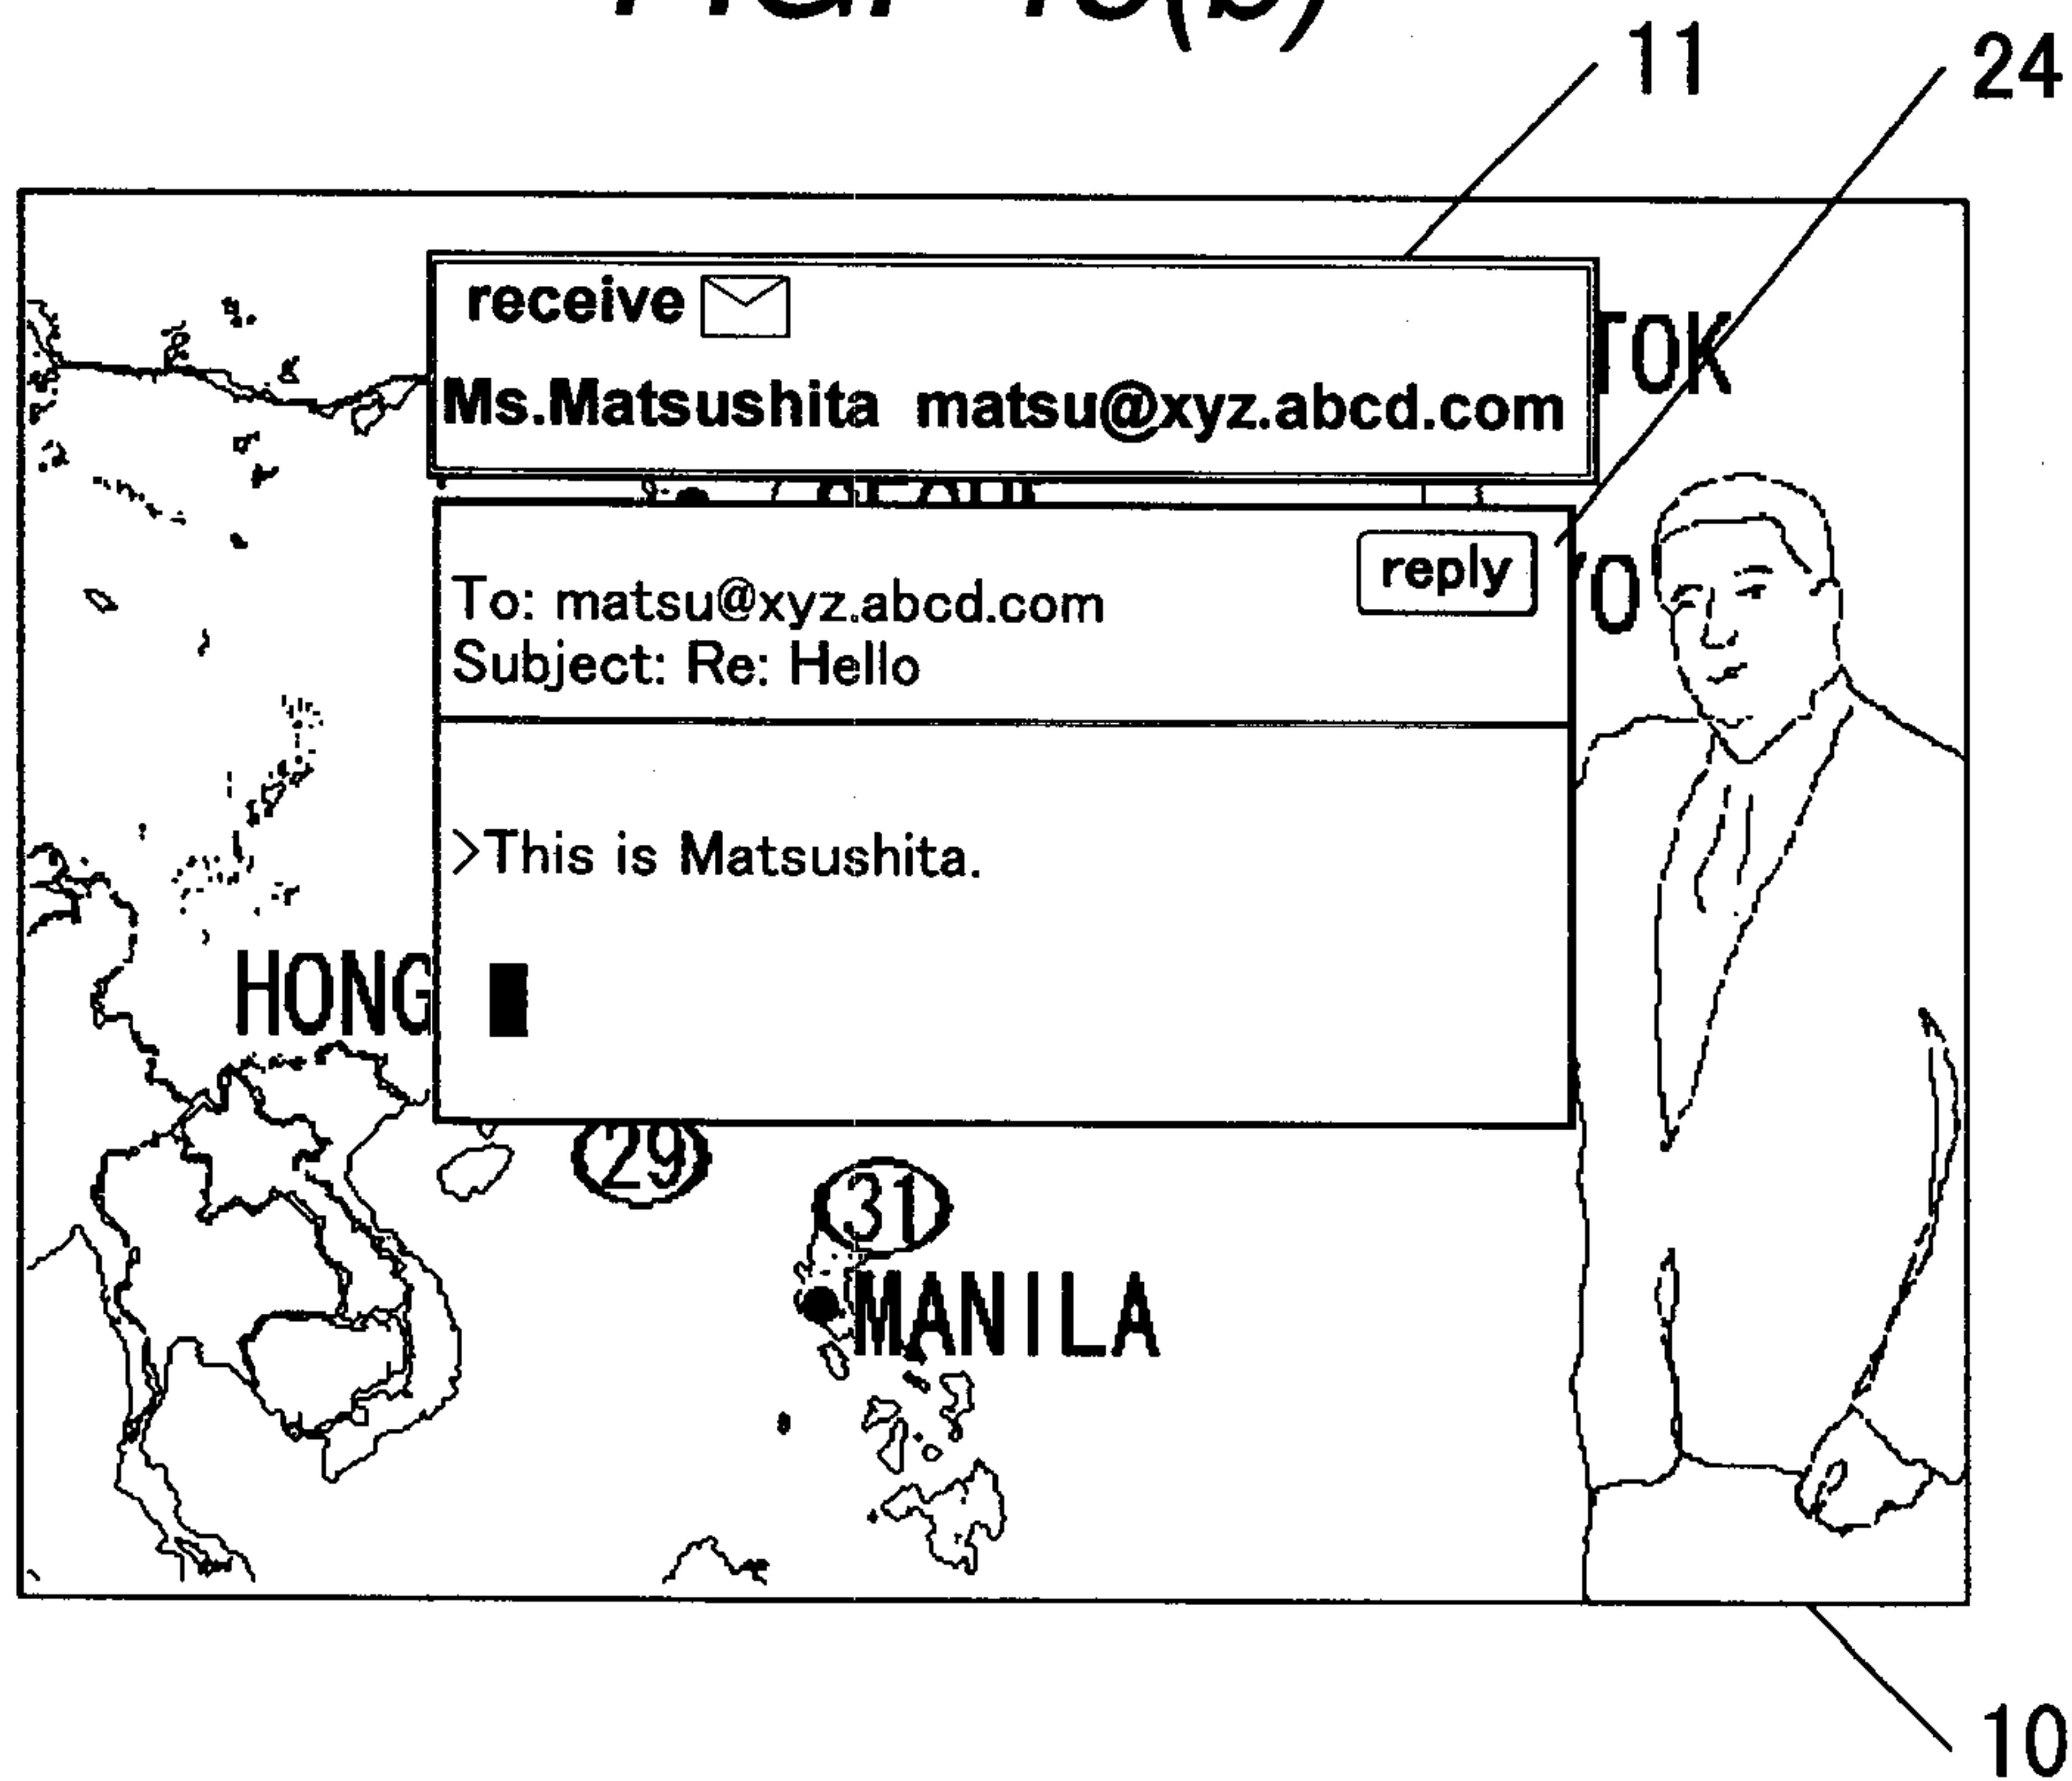 11
24
receive
TOK
Ms.Matsushita matsu@xyz.abcd.com
reply
To: matsu@xyz.abcd.com
Subject: Re: Hello
>This is Matsushita.
HONG
29
31
MANILA
10